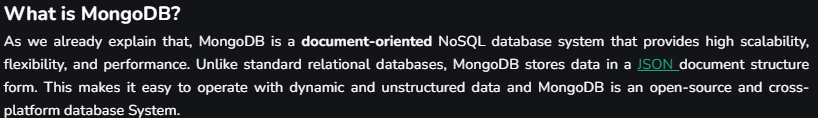 What is MongoDB?
As we already explain that, MongoDB is a document-oriented NoSQL database system that provides high scalability,
flexibility, and performance. Unlike standard relational databases, MongoDB stores data in a JSON document structure
form. This makes it easy to operate with dynamic and unstructured data and MongoDB is an open-source and cross-
platform database System.